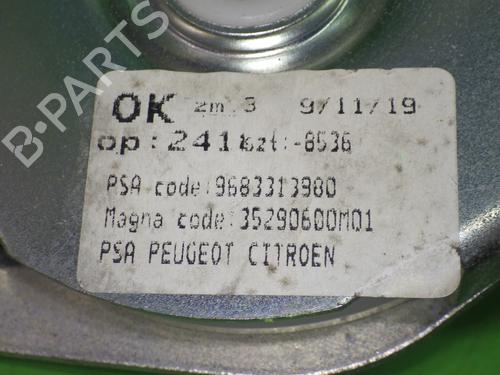 OK zm.3 9/11/19
op:241 szt:-8536
PSA code:9683313980
Magna code:35290600M01
PSA PEUGEOT CITROEN
B-PARTS